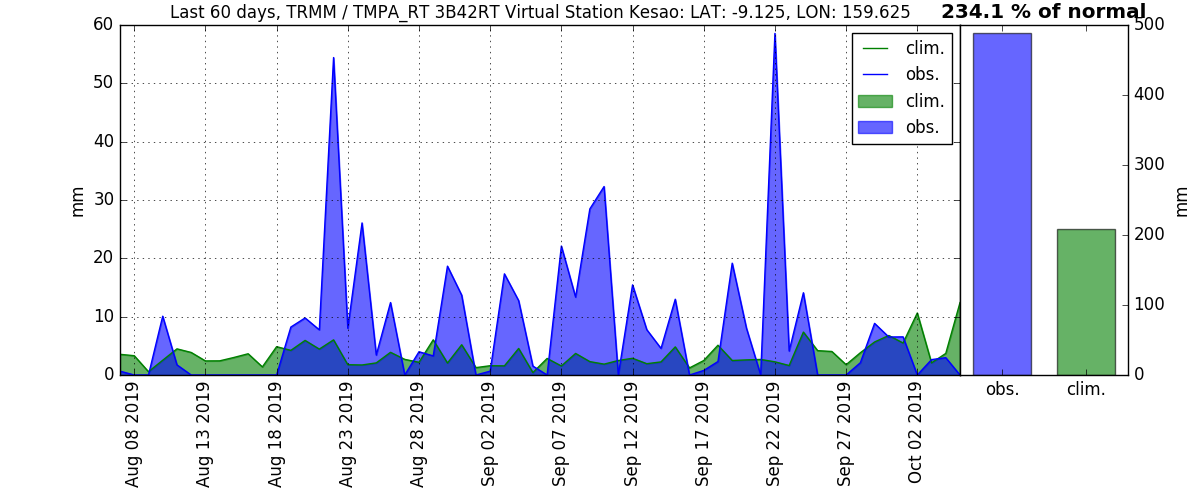 Last 60 days, TRMM / TMPA_RT 3B42RT Virtual Station Kesao: LAT: -9.125, LON: 159.625
234.1 % of normal
60
50
40
30
20
10
0
mm
clim.
obs.
clim.
obs.
500
400
300
200
100
0
mm
obs.
clim.
Aug 08 2019
Aug 13 2019
Aug 18 2019
Aug 23 2019
Aug 28 2019
Sep 02 2019
Sep 07 2019
Sep 12 2019
Sep 17 2019
Sep 22 2019
Sep 27 2019
Oct 02 2019